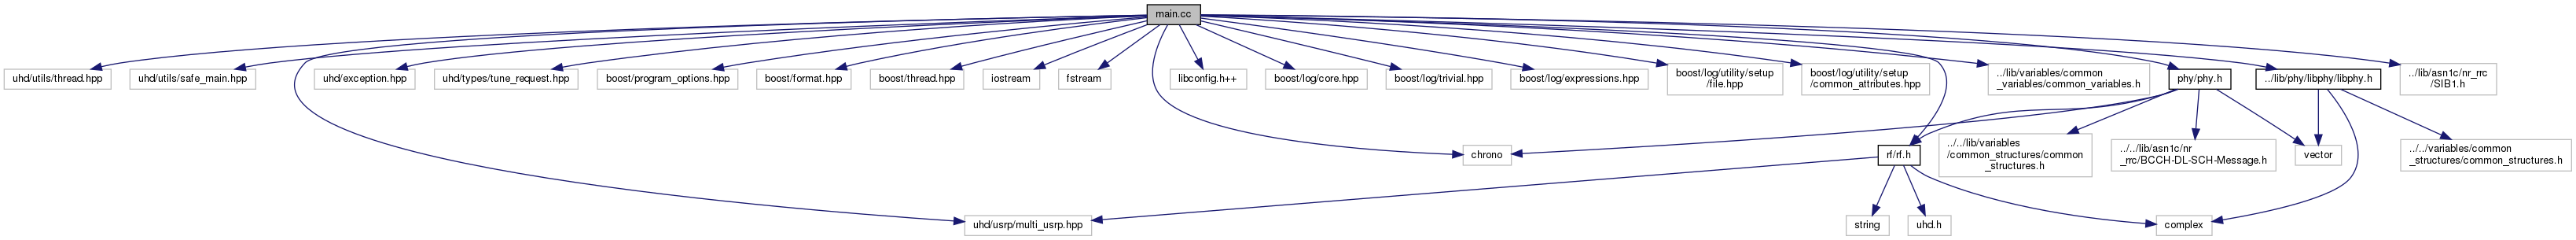 main.cc
uhd/utils/thread.hpp
uhd/utils/safe_main.hpp
uhd/exception.hpp
uhd/types/tune_request.hpp
boost/program_options.hpp
boost/format.hpp
boost/thread.hpp
iostream
fstream
libconfig.h++
boost/log/core.hpp
boost/log/trivial.hpp
boost/log/expressions.hpp
boost/log/utility/setup
/file.hpp
boost/log/utility/setup
/common_attributes.hpp
../lib/variables/common
_variables/common_variables.h
phy/phy.h
../lib/phy/libphy/libphy.h
../lib/asn1c/nr_rrc
/SIB1.h
chrono
rf/rf.h
../../lib/variables
/common_structures/common
_structures.h
../../lib/asn1c/nr
_rrc/BCCH-DL-SCH-Message.h
vector
../../variables/common
_structures/common_structures.h
uhd/usrp/multi_usrp.hpp
string
uhd.h
complex